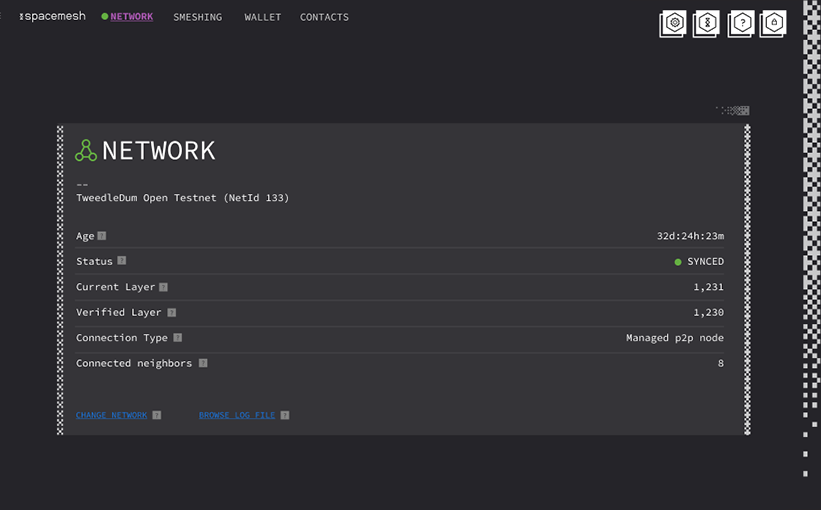 spacemesh NETWORK SMESHING WALLET CONTACTS
?
NETWORK
--
TweedleDum Open Testnet (NetId 133)
Age ? 32d:24h:23m
Status ? SYNCED
Current Layer ? 1,231
Verified Layer ? 1,230
Connection Type ? Managed p2p node
Connected neighbors ? 8
CHANGE NETWORK ? BROWSE LOG FILE ?